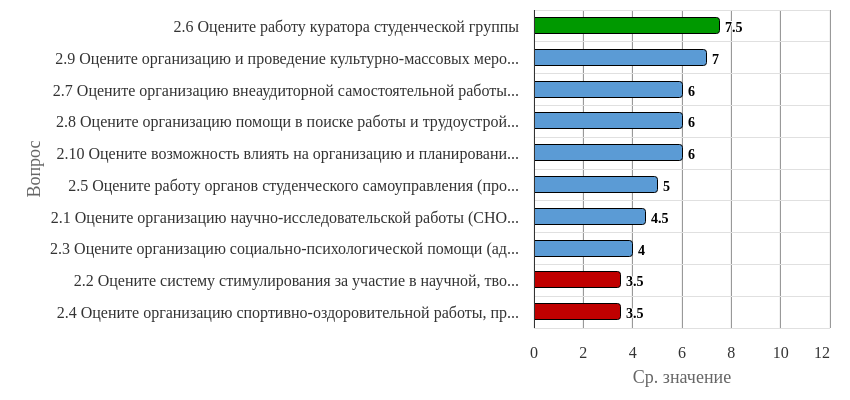 2.6 Оцените работу куратора студенческой группы 7.5
2.9 Оцените организацию и проведение культурно-массовых меро... 7
2.7 Оцените организацию внеаудиторной самостоятельной работы... 6
2.8 Оцените организацию помощи в поиске работы и трудоустрой... 6
2.10 Оцените возможность влиять на организацию и планировани... 6
2.5 Оцените работу органов студенческого самоуправления (про... 5
2.1 Оцените организацию научно-исследовательской работы (СНО... 4.5
2.3 Оцените организацию социально-психологической помощи (ад... 4
2.2 Оцените систему стимулирования за участие в научной, тво... 3.5
2.4 Оцените организацию спортивно-оздоровительной работы, пр... 3.5
Вопрос
0 2 4 6 8 10 12
Ср. значение